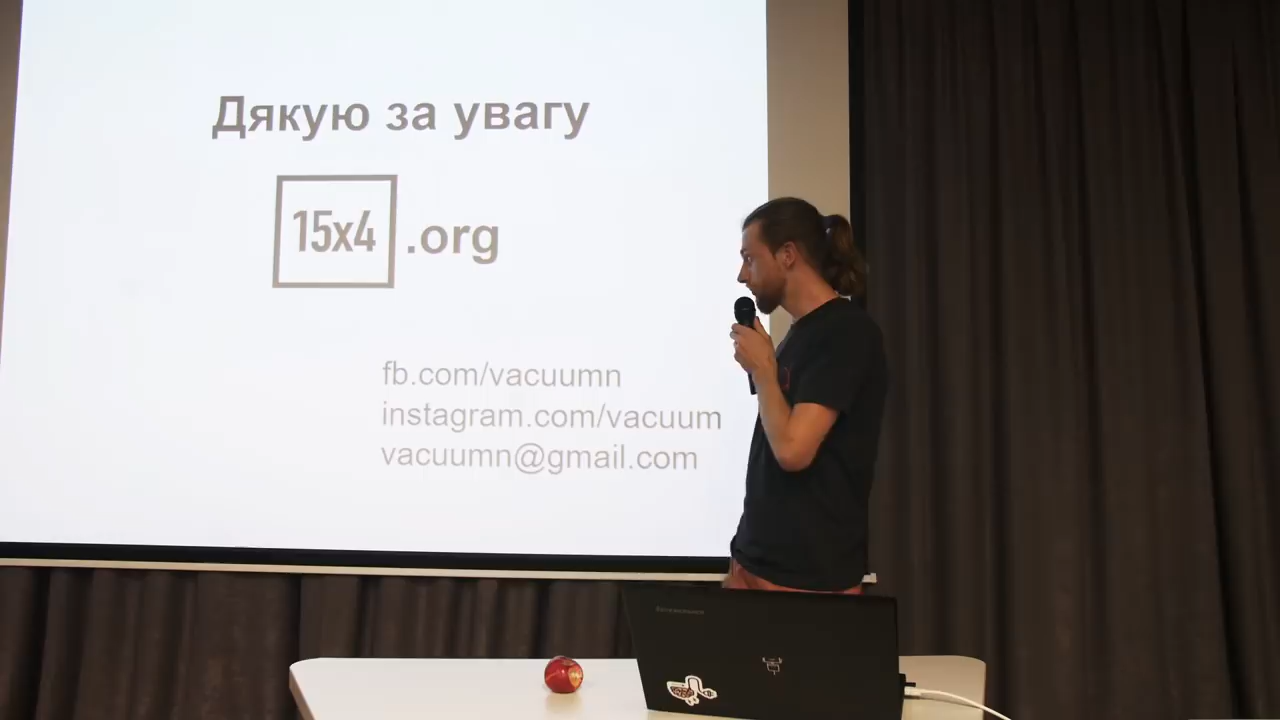 Дякую за увагу
15x4 .org
fb.com/vacuumn
instagram.com/vacuum
vacuumn@gmail.com